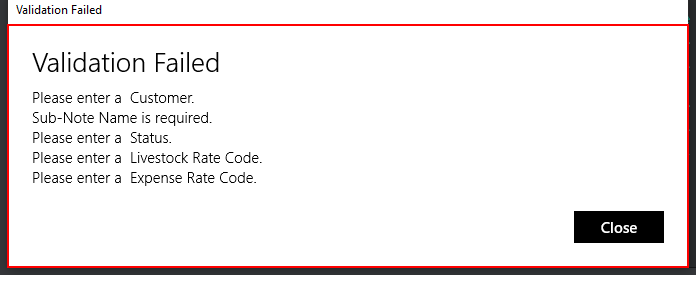 Validation Failed
Validation Failed
Please enter a  Customer.
Sub-Note Name is required.
Please enter a  Status.
Please enter a  Livestock Rate Code.
Please enter a  Expense Rate Code.
Close